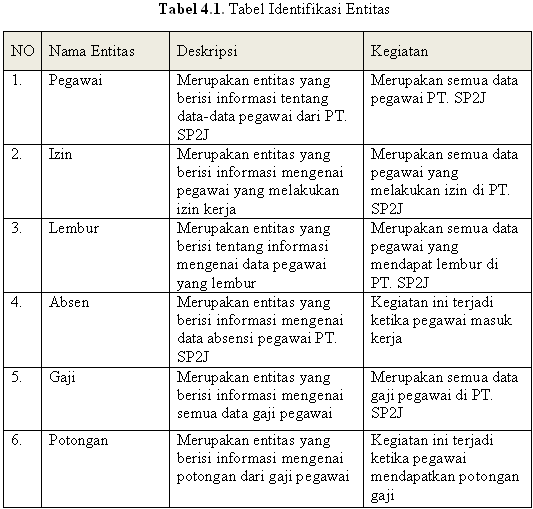 Tabel 4.1. Tabel Identifikasi Entitas
NO Nama Entitas Deskripsi Kegiatan
1. Pegawai Merupakan entitas yang Merupakan semua data
berisi informasi tentang pegawai PT. SP2J
data-data pegawai dari PT.
SP2J
2. Izin Merupakan entitas yang Merupakan semua data
berisi informasi mengenai pegawai yang
pegawai yang melakukan melakukan izin di PT.
izin kerja SP2J
3. Lembur Merupakan entitas yang Merupakan semua data
berisi tentang informasi pegawai yang
mengenai data pegawai mendapat lembur di
yang lembur PT. SP2J
4. Absen Merupakan entitas yang Kegiatan ini terjadi
berisi informasi mengenai ketika pegawai masuk
data absensi pegawai PT. kerja
SP2J
5. Gaji Merupakan entitas yang Merupakan semua data
berisi informasi mengenai gaji pegawai di PT.
semua data gaji pegawai SP2J
6. Potongan Merupakan entitas yang Kegiatan ini terjadi
berisi informasi mengenai ketika pegawai
potongan dari gaji pegawai mendapatkan potongan
gaji